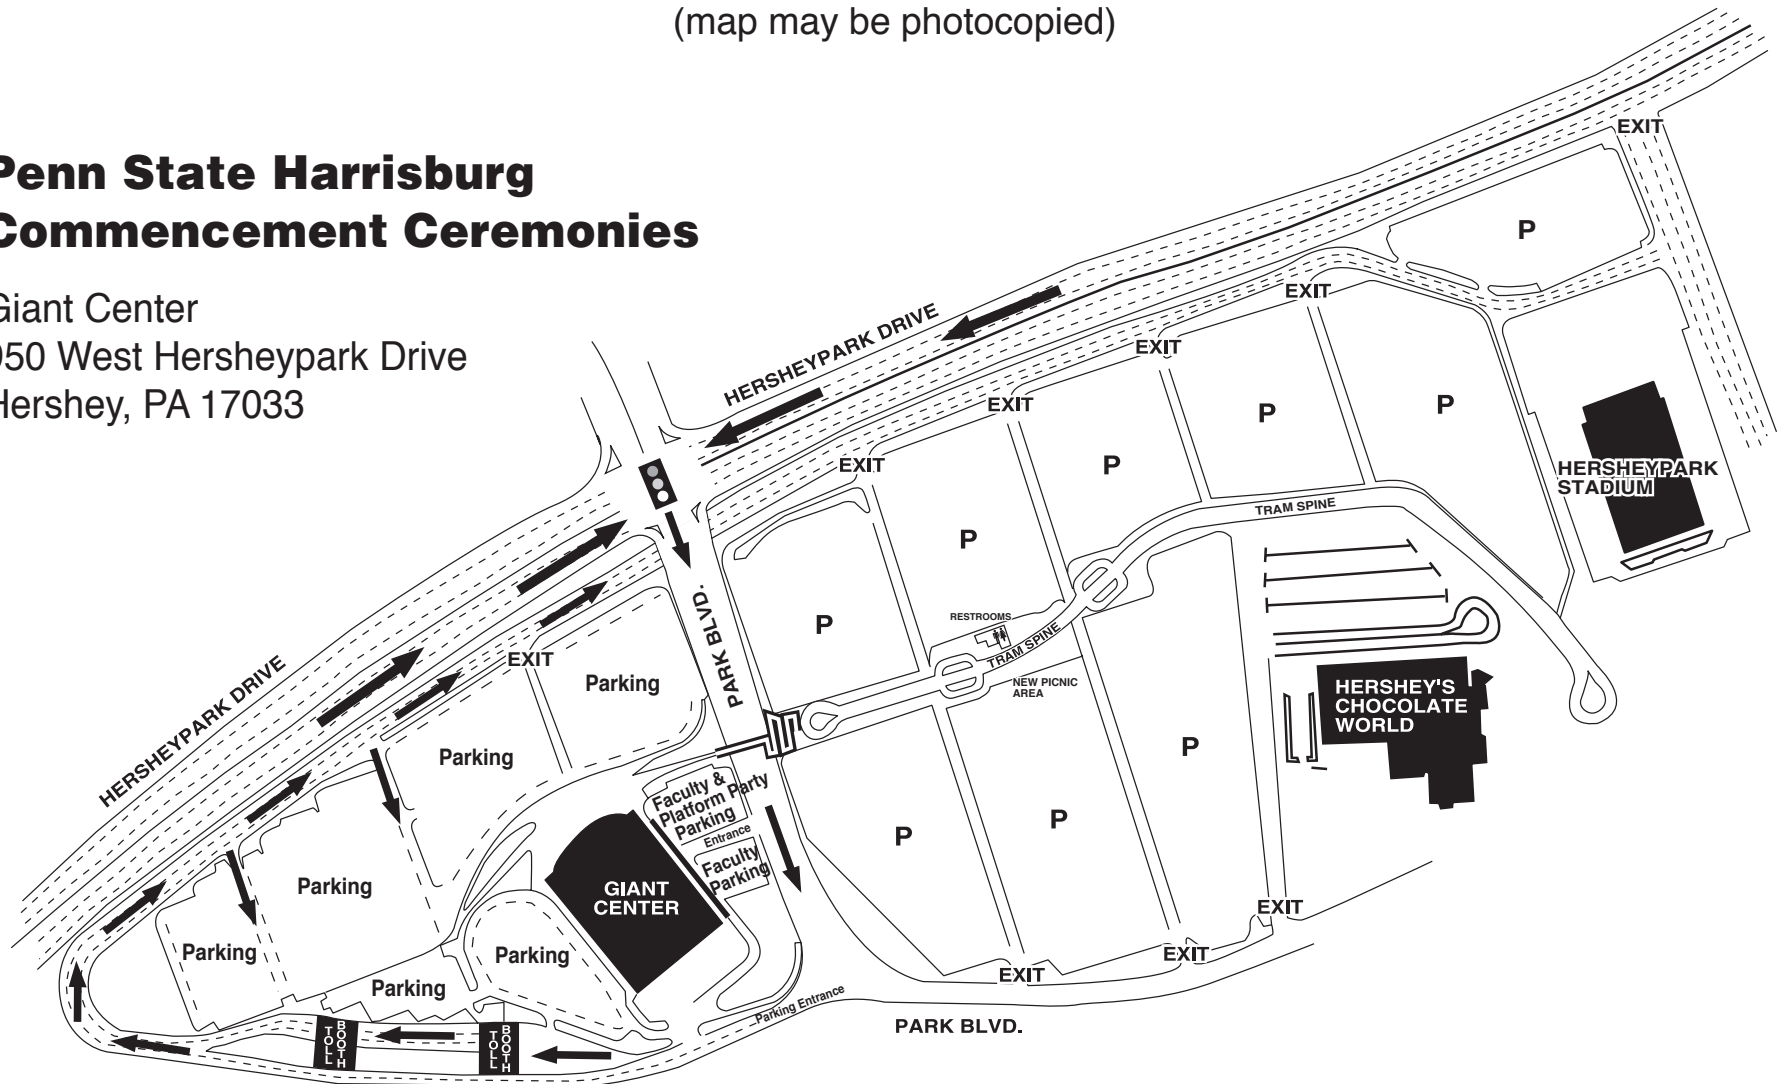 (map may be photocopied)
Penn State Harrisburg
Commencement Ceremonies
Giant Center
950 West Hersheypark Drive
Hershey, PA 17033
EXIT
P
EXIT
HERSHEYPARK DRIVE
EXIT
EXIT
P
P
EXIT
P
HERSHEYPARK
STADIUM
TRAM SPINE
P
PARK BLVD.
RESTROOMS
P
TRAM SPINE
HERSHEYPARK DRIVE
EXIT
Parking
NEW PICNIC
AREA
HERSHEY'S
CHOCOLATE
WORLD
Parking
P
Faculty &
Platform Party
Parking
Entrance
P
P
Faculty
Parking
Parking
GIANT
CENTER
EXIT
Parking
Parking
EXIT
EXIT
Parking
Parking Entrance
PARK BLVD.
TOLL
BOOTH
TOLL
BOOTH